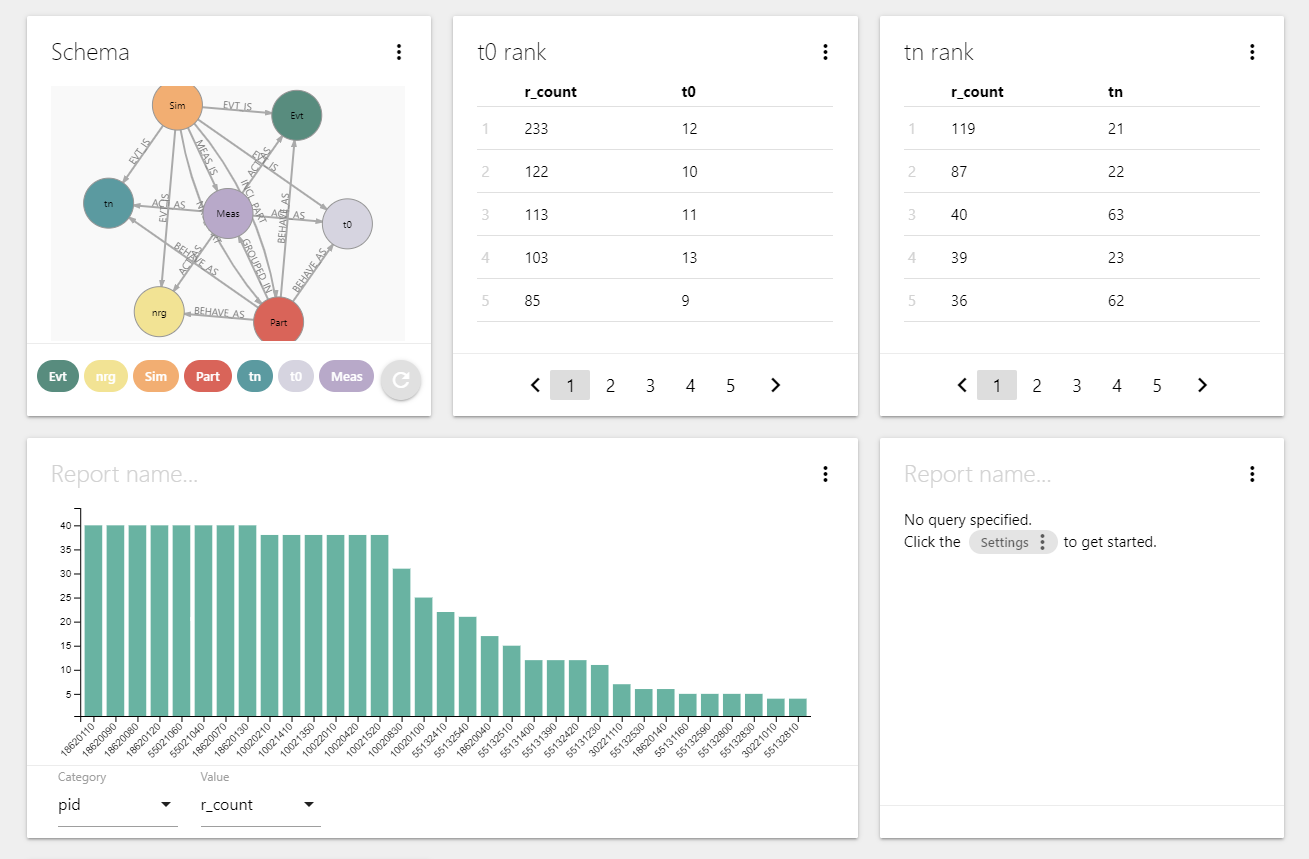 Schema
Sim
EVT_IS
Evt
EVT_IS
MEAS_IS
ACT_AS
EVT_IS
tn
ACT_AS
EVT_IS
INCL_PART
Meas
ACT_AS
t0
BEHAVE_AS
BEHAVE_AS
GROUPED_IN
BEHAVE_AS
nrg
BEHAVE_AS
Part
Evt nrg Sim Part tn t0 Meas
t0 rank
r_count t0
1 233 12
2 122 10
3 113 11
4 103 13
5 85 9
1 2 3 4 5
tn rank
r_count tn
1 119 21
2 87 22
3 40 63
4 39 23
5 36 62
1 2 3 4 5
Report name...
40
35
30
25
20
15
10
5
18620110
18620090
18620080
18620120
55021060
55021040
18620070
18620130
10020210
10021410
10021350
10022010
10020420
10021520
10020830
10020100
55132410
55132540
18620040
55132510
55131400
55131390
55132420
55131230
30221110
55132530
18620140
55131160
55132590
55132800
55132830
30221010
55132810
Category Value
pid r_count
Report name...
No query specified.
Click the Settings to get started.